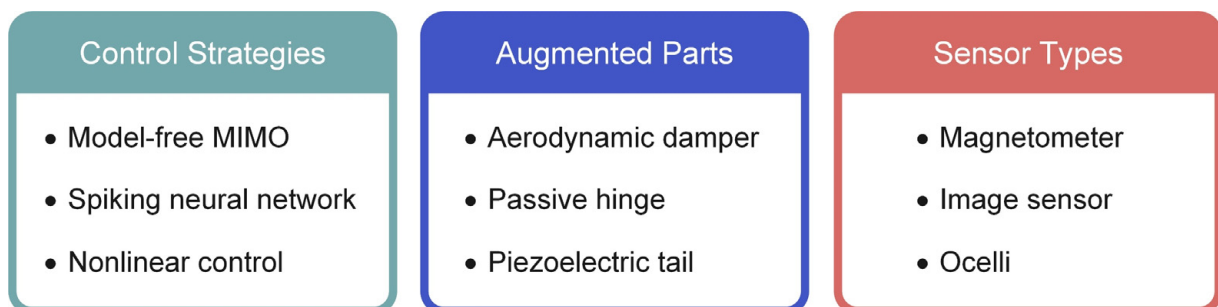 Control Strategies
• Model-free MIMO
• Spiking neural network
• Nonlinear control
Augmented Parts
• Aerodynamic damper
• Passive hinge
• Piezoelectric tail
Sensor Types
• Magnetometer
• Image sensor
• Ocelli